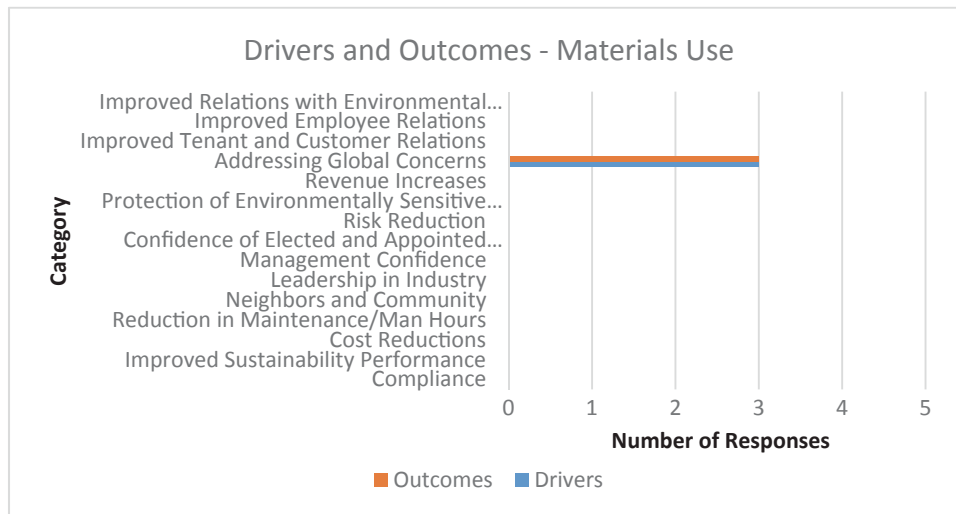 Drivers and Outcomes - Materials Use
Category
Improved Relations with Environmental...
Improved Employee Relations
Improved Tenant and Customer Relations
Addressing Global Concerns
Revenue Increases
Protection of Environmentally Sensitive...
Risk Reduction
Confidence of Elected and Appointed...
Management Confidence
Leadership in Industry
Neighbors and Community
Reduction in Maintenance/Man Hours
Cost Reductions
Improved Sustainability Performance
Compliance
0 1 2 3 4 5
Number of Responses
Outcomes Drivers